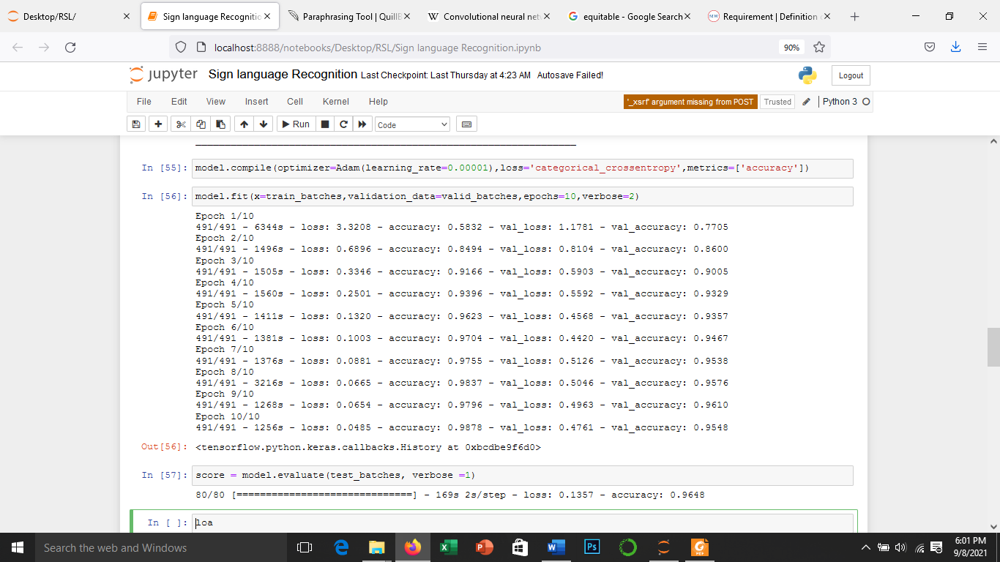 Desktop/RSL/
Sign language Recognitio
Paraphrasing Tool | QuillB
Convolutional neural net
equitable - Google Search
Requirement | Definition
localhost:8888/notebooks/Desktop/RSL/Sign language Recognition.ipynb
90%
jupyter Sign language Recognition Last Checkpoint: Last Thursday at 4:23 AM Autosave Failed!
Logout
File Edit View Insert Cell Kernel Help
'_xsrf' argument missing from POST
Trusted
Python 3
Run
Code
In [55]: model.compile(optimizer=Adam(learning_rate=0.00001),loss='categorical_crossentropy',metrics=['accuracy'])
In [56]: model.fit(x=train_batches,validation_data=valid_batches,epochs=10,verbose=2)
Epoch 1/10
491/491 - 6344s - loss: 3.3208 - accuracy: 0.5832 - val_loss: 1.1781 - val_accuracy: 0.7705
Epoch 2/10
491/491 - 1496s - loss: 0.6896 - accuracy: 0.8494 - val_loss: 0.8104 - val_accuracy: 0.8600
Epoch 3/10
491/491 - 1505s - loss: 0.3346 - accuracy: 0.9166 - val_loss: 0.5903 - val_accuracy: 0.9005
Epoch 4/10
491/491 - 1560s - loss: 0.2501 - accuracy: 0.9396 - val_loss: 0.5592 - val_accuracy: 0.9329
Epoch 5/10
491/491 - 1411s - loss: 0.1320 - accuracy: 0.9623 - val_loss: 0.4568 - val_accuracy: 0.9357
Epoch 6/10
491/491 - 1381s - loss: 0.1003 - accuracy: 0.9704 - val_loss: 0.4420 - val_accuracy: 0.9467
Epoch 7/10
491/491 - 1376s - loss: 0.0881 - accuracy: 0.9755 - val_loss: 0.5126 - val_accuracy: 0.9538
Epoch 8/10
491/491 - 3216s - loss: 0.0665 - accuracy: 0.9837 - val_loss: 0.5046 - val_accuracy: 0.9576
Epoch 9/10
491/491 - 1268s - loss: 0.0654 - accuracy: 0.9796 - val_loss: 0.4963 - val_accuracy: 0.9610
Epoch 10/10
491/491 - 1256s - loss: 0.0485 - accuracy: 0.9878 - val_loss: 0.4761 - val_accuracy: 0.9548
Out[56]: <tensorflow.python.keras.callbacks.History at 0xbcdbe9f6d0>
In [57]: score = model.evaluate(test_batches, verbose =1)
80/80 [==============================] - 169s 2s/step - loss: 0.1357 - accuracy: 0.9648
In [ ]: loa
Search the web and Windows
6:01 PM
9/8/2021